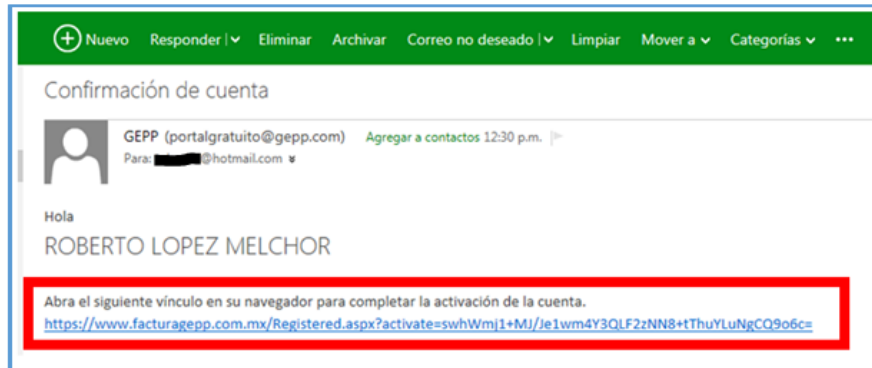 Nuevo Responder | Eliminar Archivar Correo no deseado | Limpiar Mover a Categorías ...
Confirmación de cuenta
GEPP (portalgratuito@gepp.com) Agregar a contactos 12:30 p.m.
Para: @hotmail.com
Hola
ROBERTO LOPEZ MELCHOR
Abra el siguiente vínculo en su navegador para completar la activación de la cuenta.
https://www.facturagepp.com.mx/Registered.aspx?activate=swhWmj1+MJ/Je1wm4Y3QLF2zNN8+tThuYLuNgCQ9o6c=